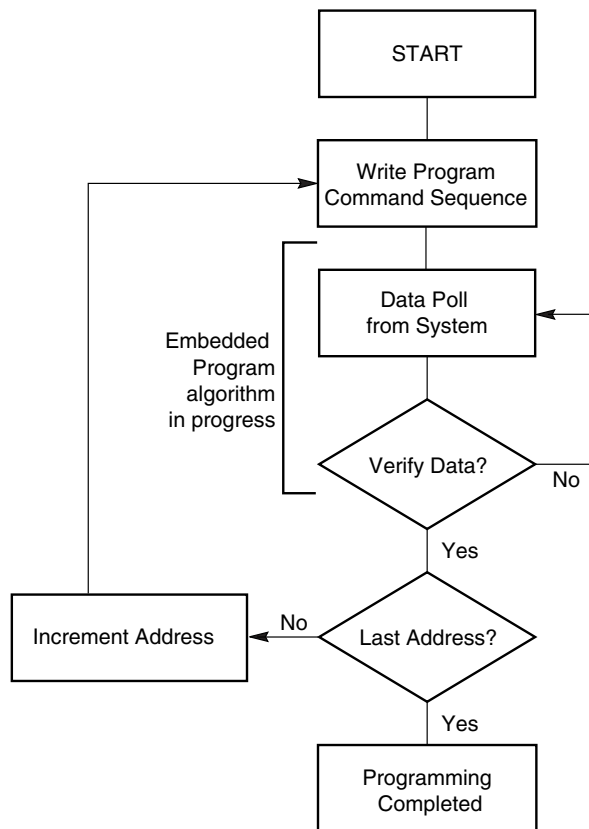 START
Write Program
Command Sequence
Data Poll
from System
Embedded
Program
algorithm
in progress
Verify Data?
No
Yes
Increment Address
No
Last Address?
Yes
Programming
Completed